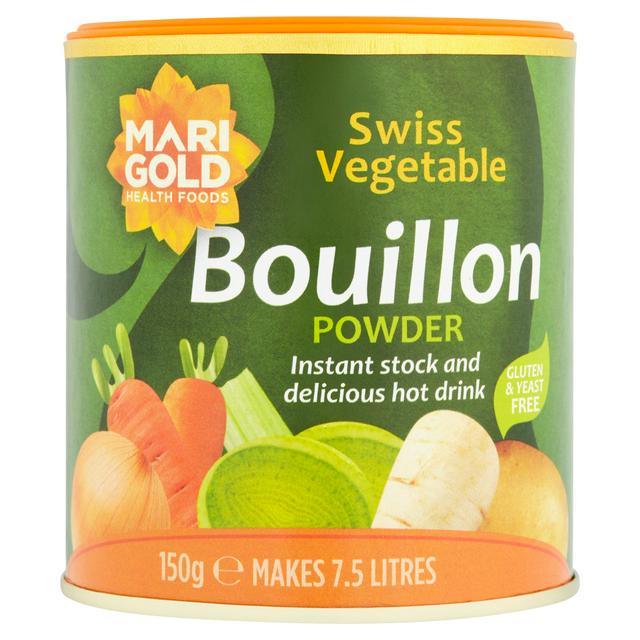 MARI
GOLD
HEALTH FOODS
Swiss
Vegetable
Bouillon
POWDER
Instant stock and
delicious hot drink
GLUTEN
& YEAST
FREE
150g ℮ MAKES 7.5 LITRES